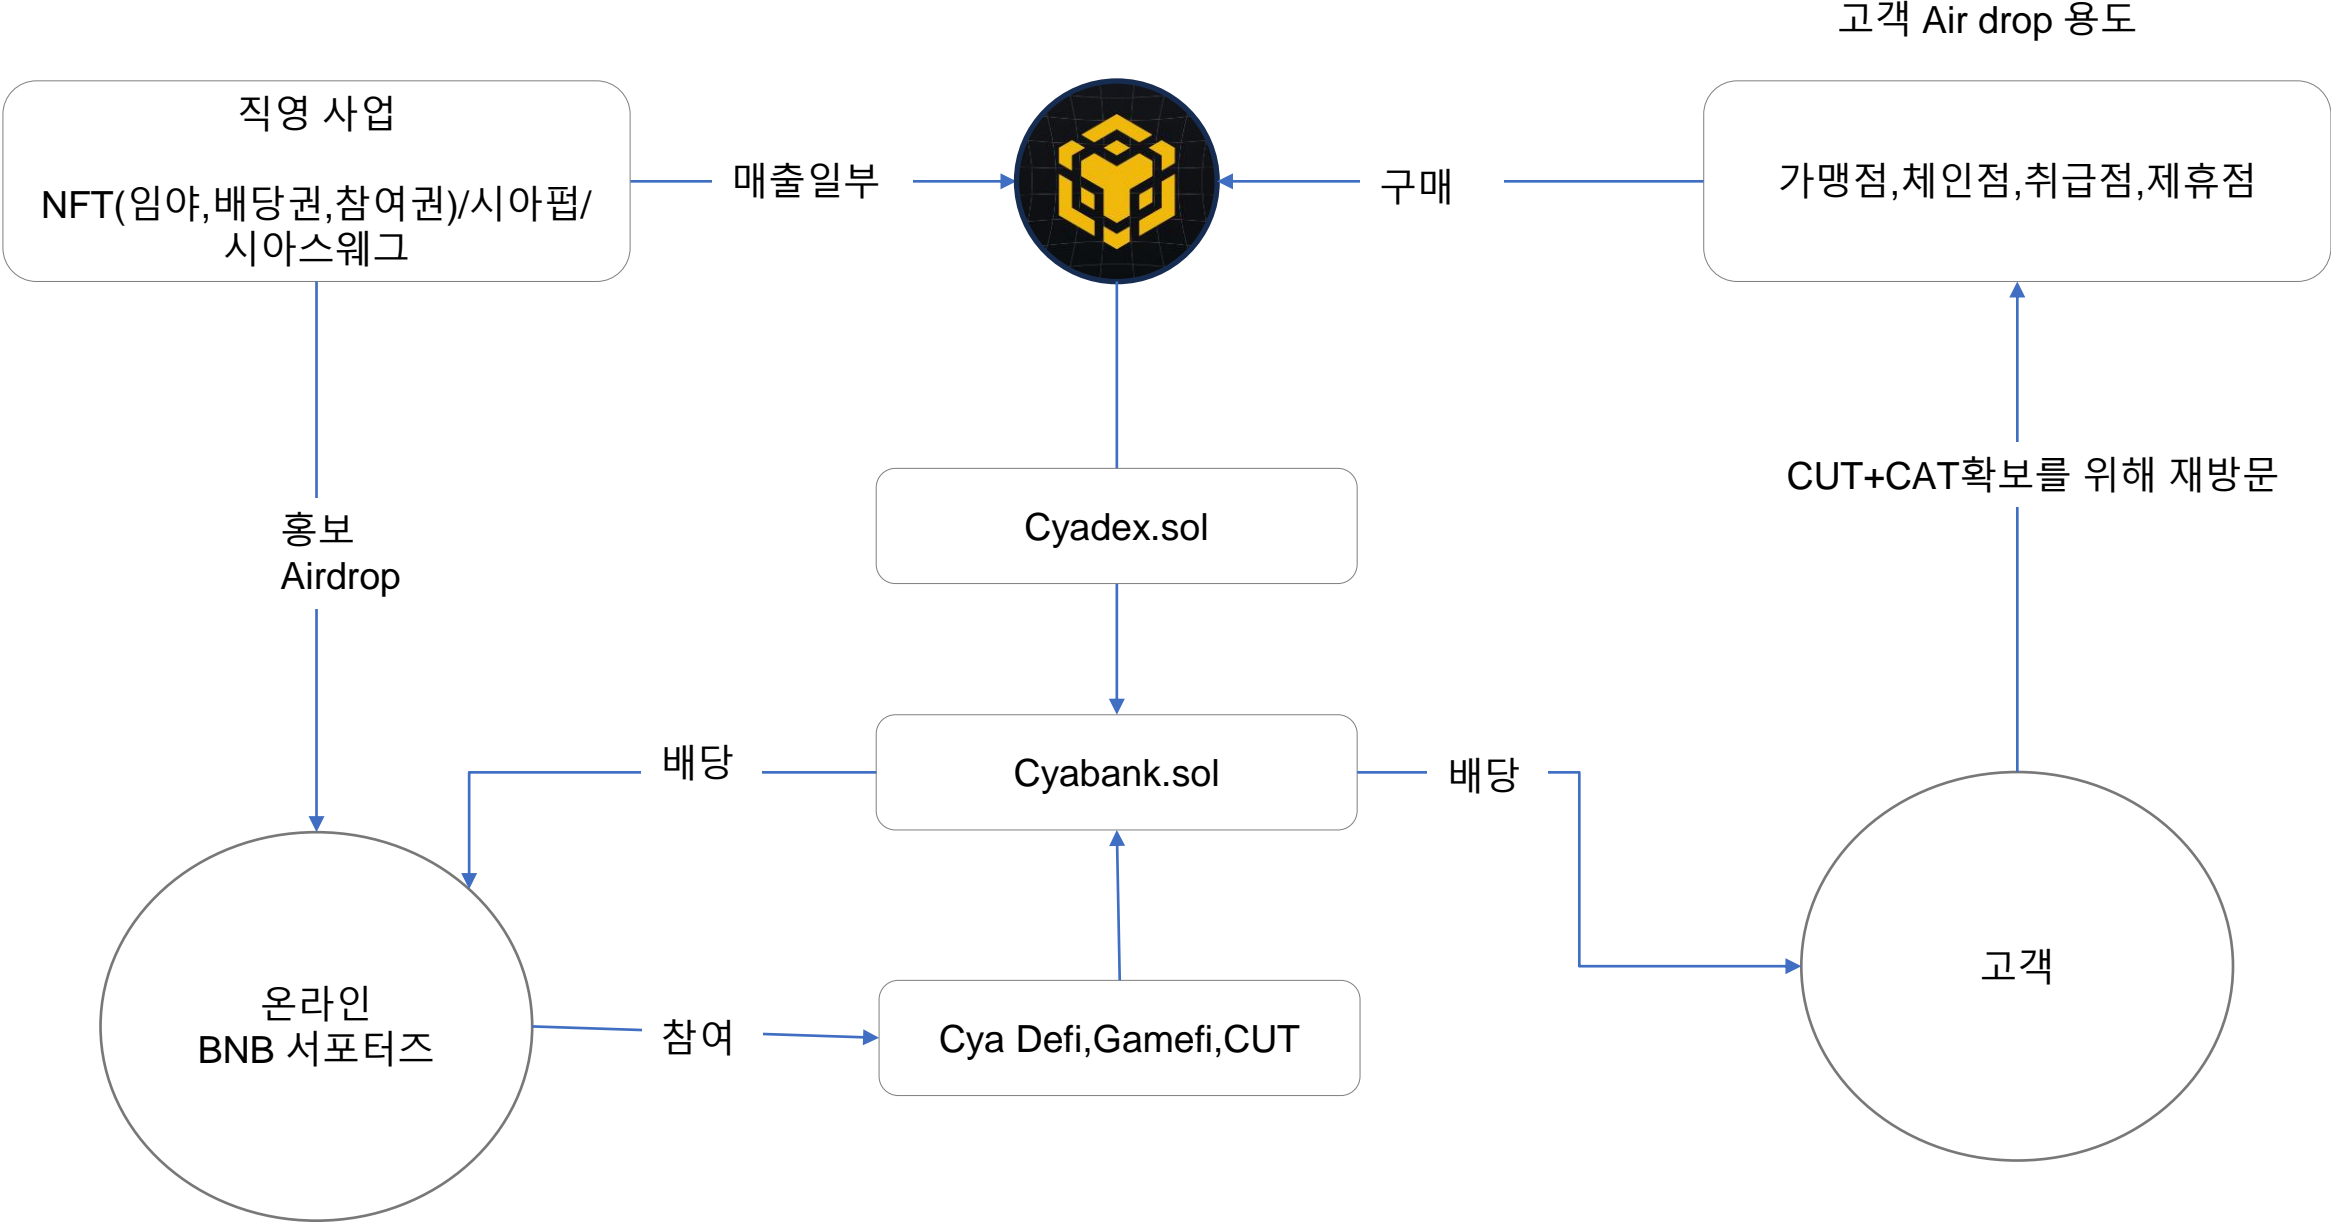 고객 Air drop 용도
직영 사업
NFT(임야,배당권,참여권)/시아펍/
시아스웨그
매출일부
구매
가맹점,체인점,취급점,제휴점
홍보
Airdrop
Cyadex.sol
CUT+CAT확보를 위해 재방문
배당
Cyabank.sol
배당
온라인
BNB 서포터즈
참여
Cya Defi,Gamefi,CUT
고객